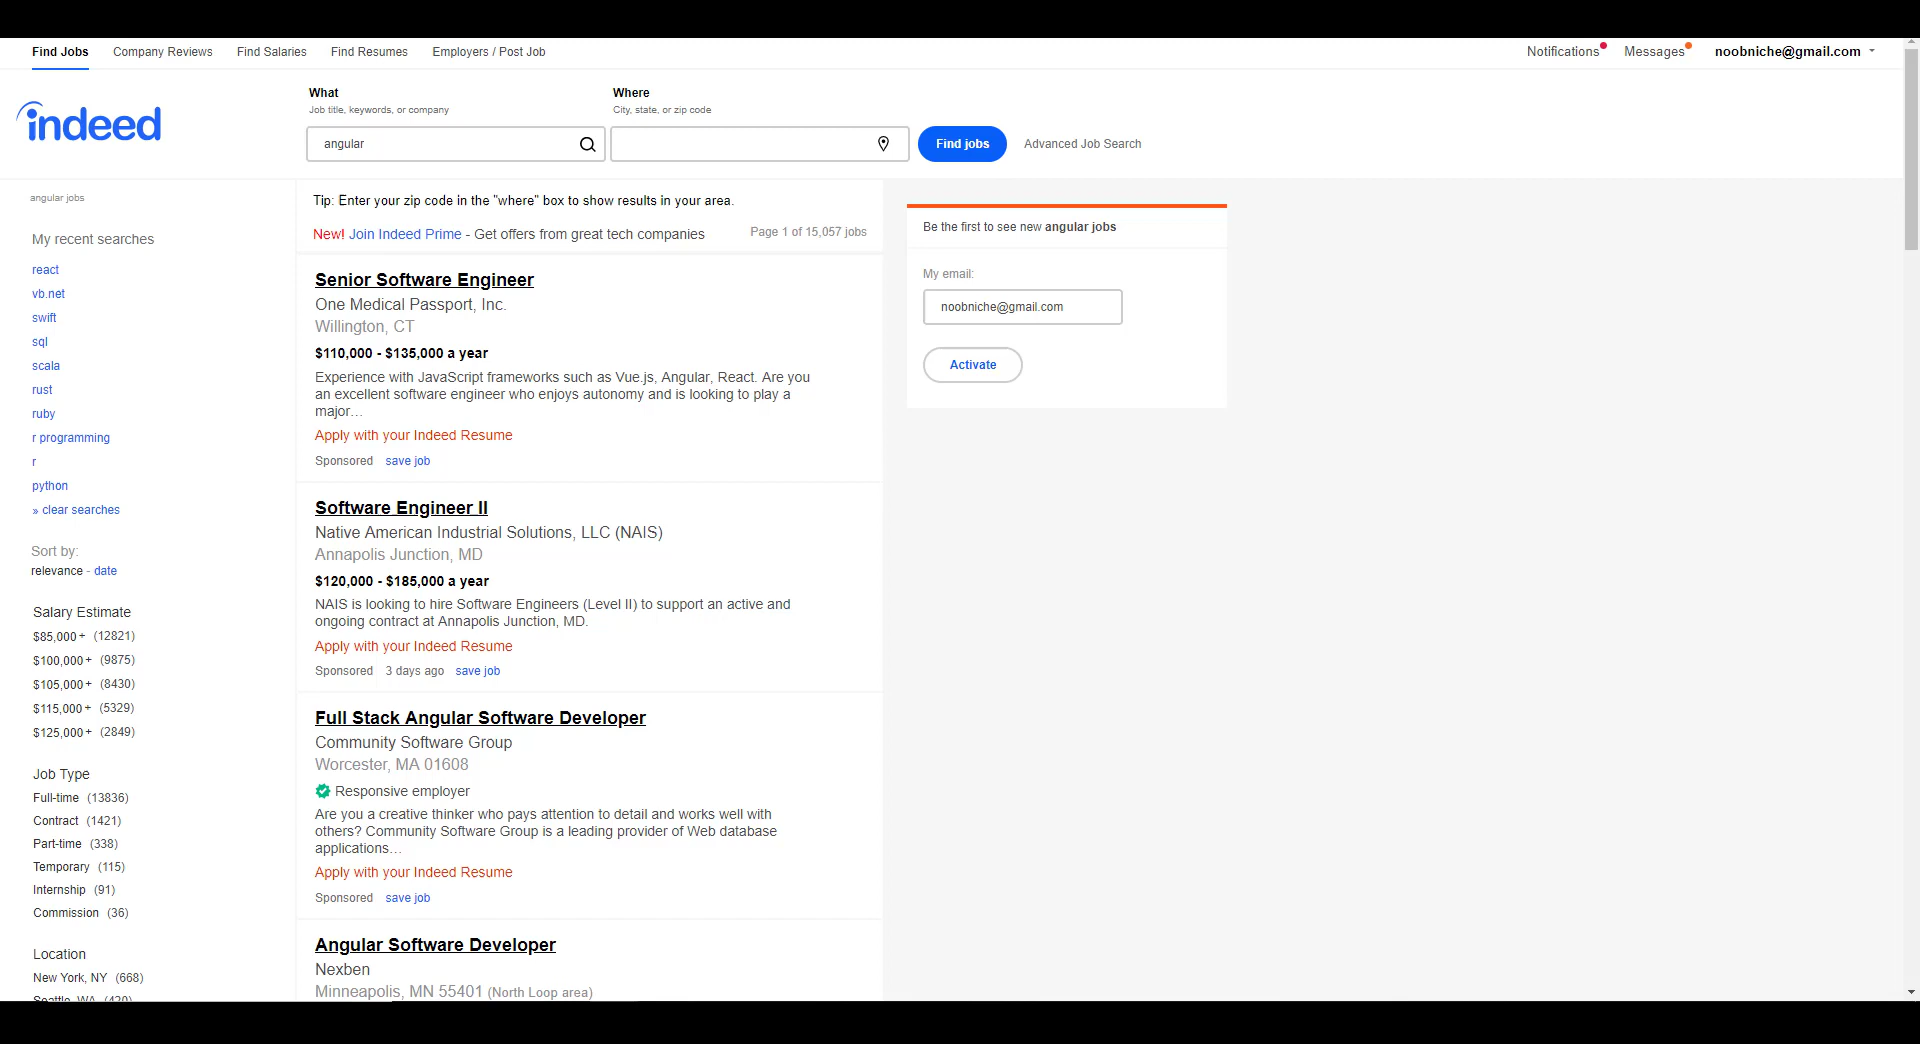 Find Jobs Company Reviews Find Salaries Find Resumes Employers / Post Job Notifications Messages noobniche@gmail.com
indeed
What
Job title, keywords, or company
angular
Where
City, state, or zip code
Find jobs
Advanced Job Search
angular jobs
My recent searches
react
vb.net
swift
sql
scala
rust
ruby
r programming
r
python
» clear searches
Sort by:
relevance - date
Salary Estimate
$85,000+ (12821)
$100,000+ (9875)
$105,000+ (8430)
$115,000+ (5329)
$125,000+ (2849)
Job Type
Full-time (13836)
Contract (1421)
Part-time (338)
Temporary (115)
Internship (91)
Commission (36)
Location
New York, NY (668)
Seattle, WA (420)
Tip: Enter your zip code in the "where" box to show results in your area.
New! Join Indeed Prime - Get offers from great tech companies
Page 1 of 15,057 jobs
Senior Software Engineer
One Medical Passport, Inc.
Willington, CT
$110,000 - $135,000 a year
Experience with JavaScript frameworks such as Vue.js, Angular, React. Are you
an excellent software engineer who enjoys autonomy and is looking to play a
major…
Apply with your Indeed Resume
Sponsored save job
Software Engineer II
Native American Industrial Solutions, LLC (NAIS)
Annapolis Junction, MD
$120,000 - $185,000 a year
NAIS is looking to hire Software Engineers (Level II) to support an active and
ongoing contract at Annapolis Junction, MD.
Apply with your Indeed Resume
Sponsored 3 days ago save job
Full Stack Angular Software Developer
Community Software Group
Worcester, MA 01608
Responsive employer
Are you a creative thinker who pays attention to detail and works well with
others? Community Software Group is a leading provider of Web database
applications…
Apply with your Indeed Resume
Sponsored save job
Angular Software Developer
Nexben
Minneapolis, MN 55401 (North Loop area)
Be the first to see new angular jobs
My email:
noobniche@gmail.com
Activate